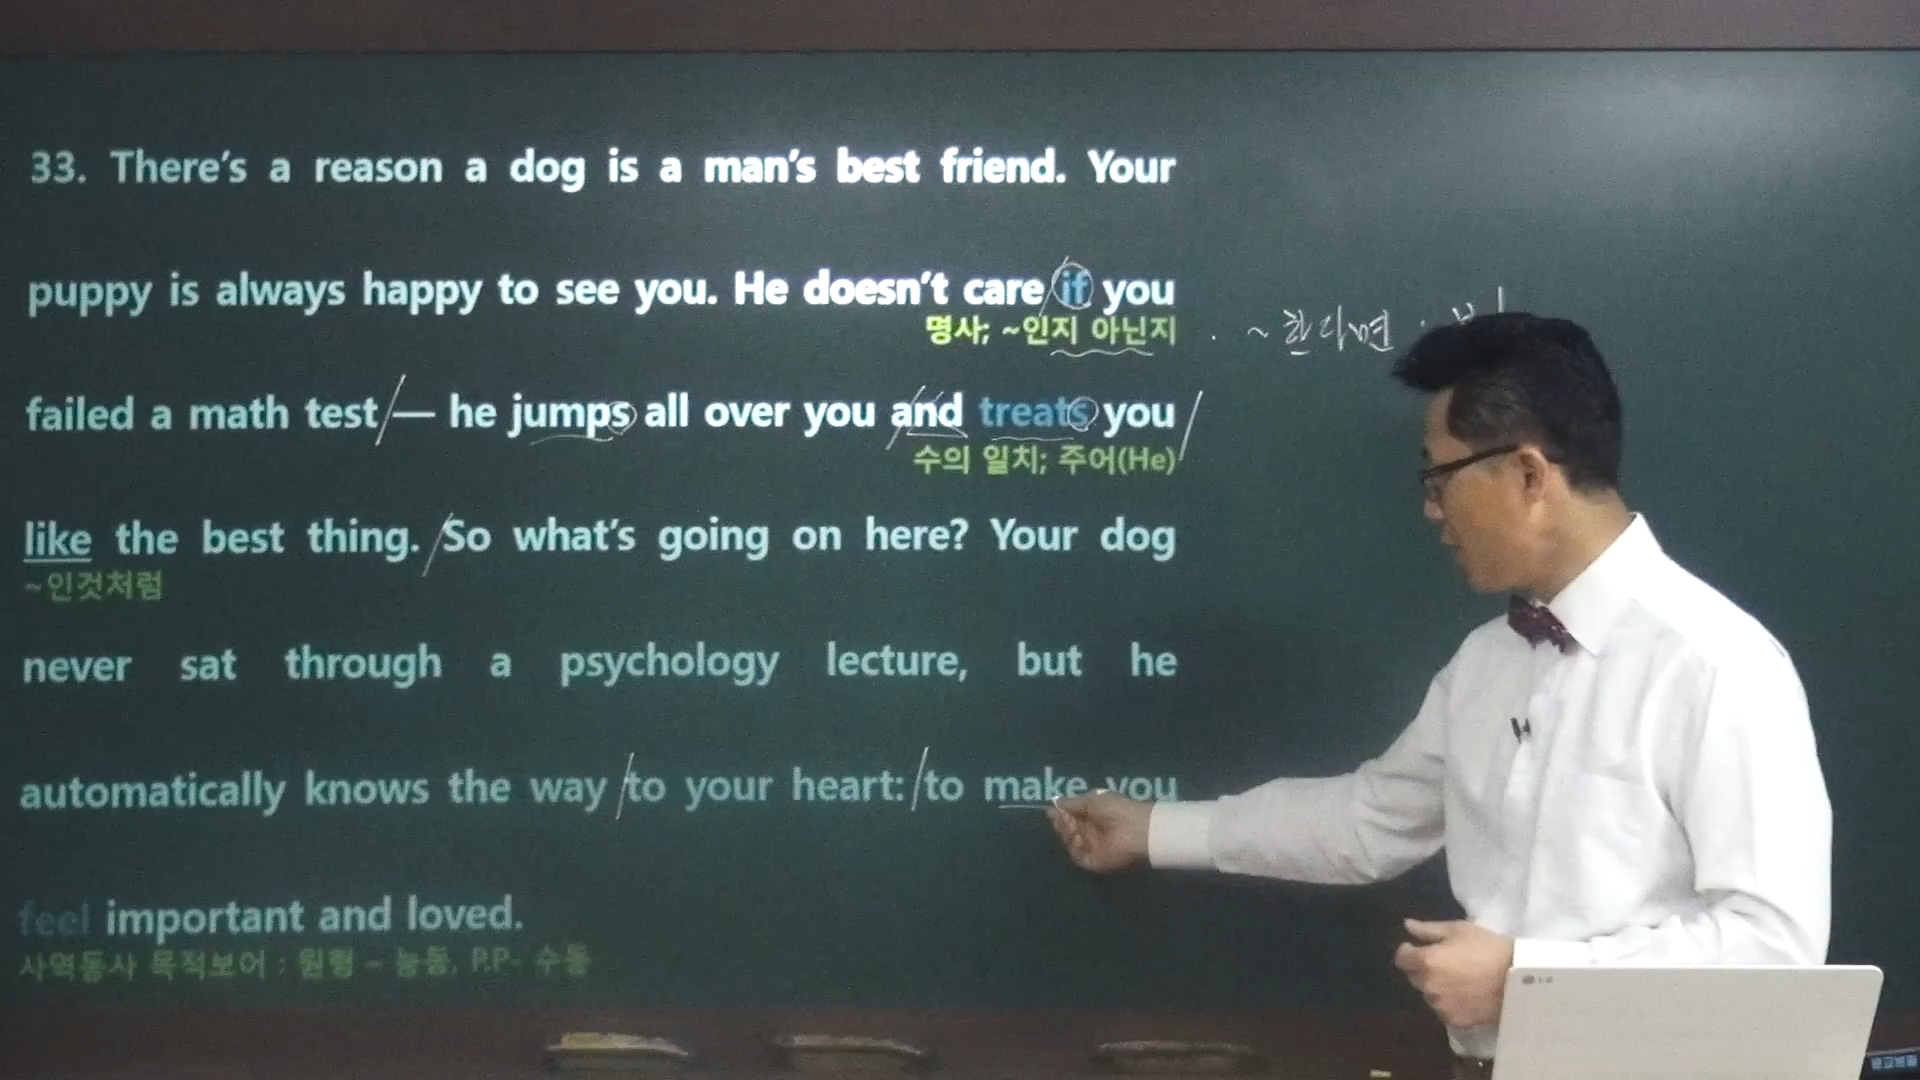 33. There's a reason a dog is a man's best friend. Your
puppy is always happy to see you. He doesn't care if you
명사; ~인지 아닌지 . ~한다면 :
failed a math test — he jumps all over you and treats you
수의 일치; 주어(He)
like the best thing. So what's going on here? Your dog
~인것처럼
never sat through a psychology lecture, but he
automatically knows the way to your heart: to make you
feel important and loved.
사역동사 목적보어 : 원형 – 능동, P.P- 수동
LG